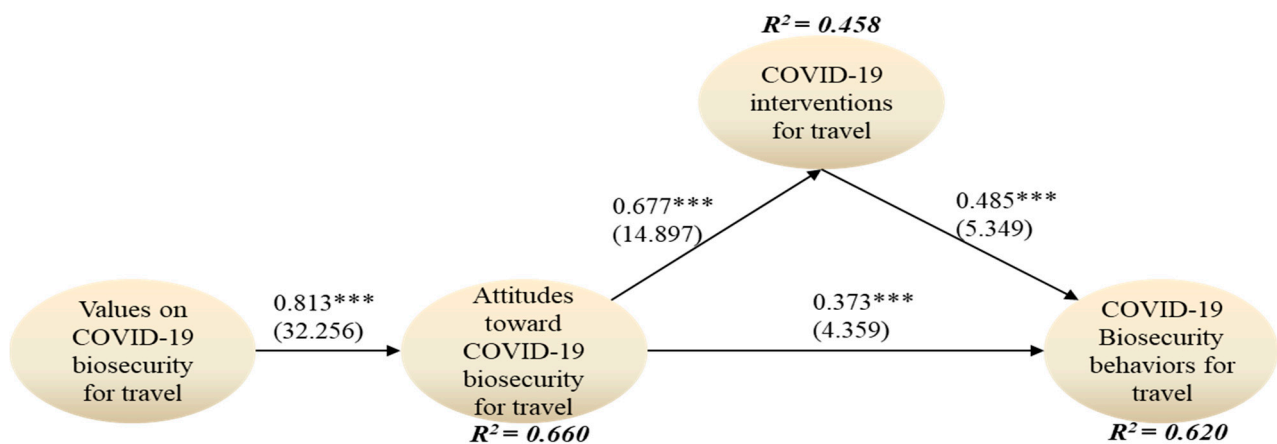 R² = 0.458
COVID-19
interventions
for travel
0.677***
(14.897)
0.485***
(5.349)
Values on
COVID-19
biosecurity
for travel
0.813***
(32.256)
Attitudes
toward
COVID-19
biosecurity
for travel
R² = 0.660
0.373***
(4.359)
COVID-19
Biosecurity
behaviors for
travel
R² = 0.620